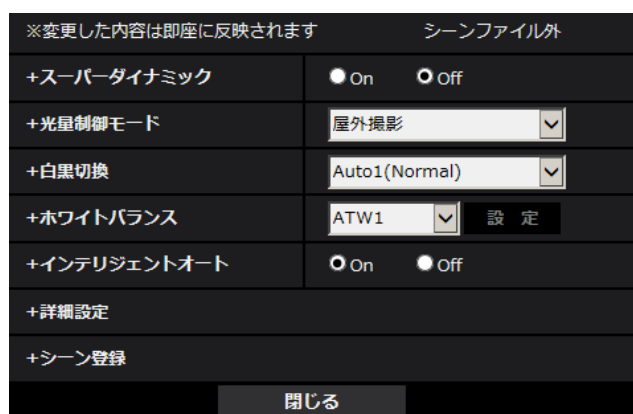 ※変更した内容は即座に反映されます シーンファイル外
+スーパーダイナミック On Off
+光量制御モード 屋外撮影
+白黒切換 Auto1(Normal)
+ホワイトバランス ATW1 設 定
+インテリジェントオート On Off
+詳細設定
+シーン登録
閉じる